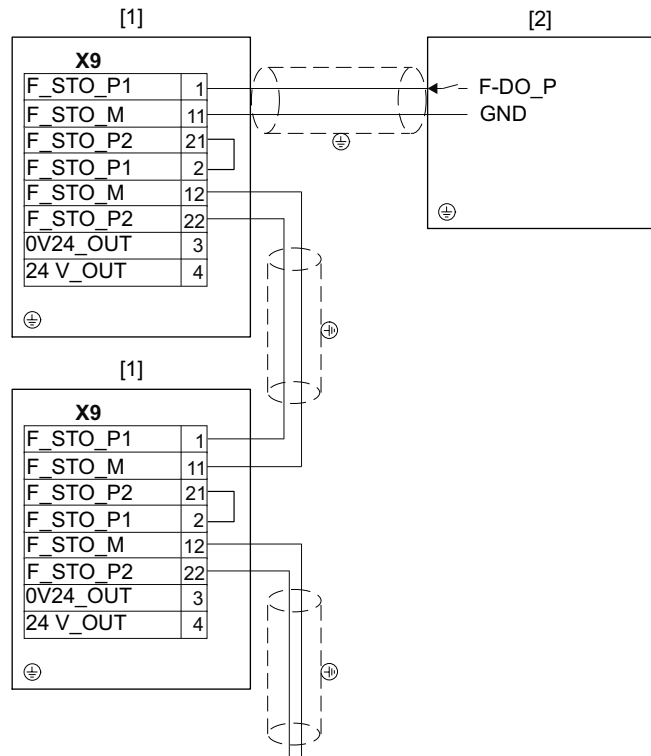 [1]
[2]
X9
F_STO_P1 1
F_STO_M 11
F_STO_P2 21
F_STO_P1 2
F_STO_M 12
F_STO_P2 22
0V24_OUT 3
24 V_OUT 4
F-DO_P
GND
[1]
X9
F_STO_P1 1
F_STO_M 11
F_STO_P2 21
F_STO_P1 2
F_STO_M 12
F_STO_P2 22
0V24_OUT 3
24 V_OUT 4